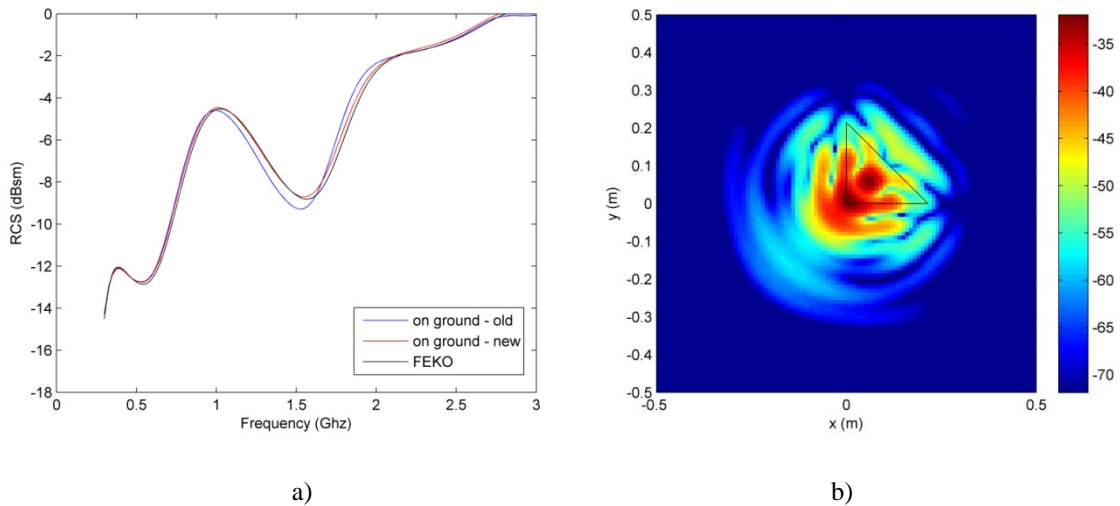 0
-2
-4
-6
-8
-10
-12
-14
-16
-18
0 0.5 1 1.5 2 2.5 3
RCS (dBsm)
Frequency (Ghz)
on ground - old
on ground - new
FEKO
a)
0.5
0.4
0.3
0.2
0.1
0
-0.1
-0.2
-0.3
-0.4
-0.5
-0.5 0 0.5
y (m)
x (m)
-35
-40
-45
-50
-55
-60
-65
-70
b)